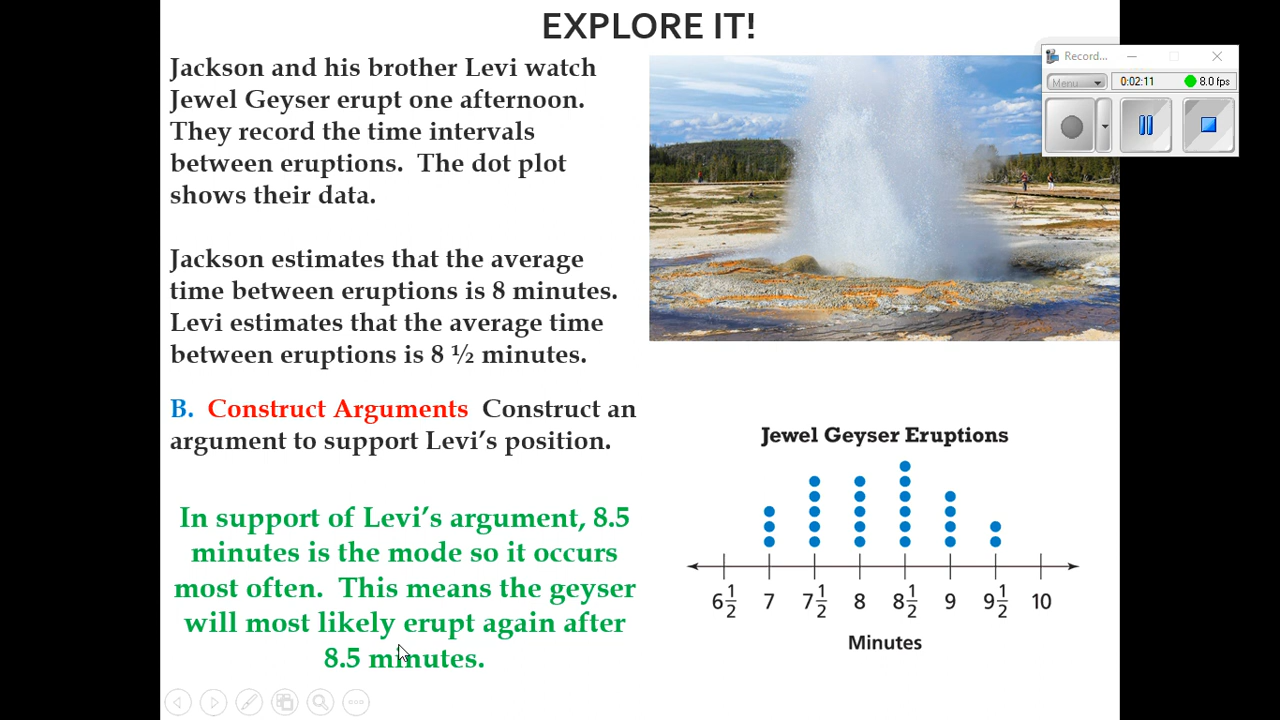 EXPLORE IT!
Jackson and his brother Levi watch
Jewel Geyser erupt one afternoon.
They record the time intervals
between eruptions.  The dot plot
shows their data.
Jackson estimates that the average
time between eruptions is 8 minutes.
Levi estimates that the average time
between eruptions is 8 ½ minutes.
B.  Construct Arguments  Construct an
argument to support Levi's position.
In support of Levi's argument, 8.5
minutes is the mode so it occurs
most often.  This means the geyser
will most likely erupt again after
8.5 minutes.
Record...
Menu
0:02:11
8.0 fps
Jewel Geyser Eruptions
6 1/2 7 7 1/2 8 8 1/2 9 9 1/2 10
Minutes